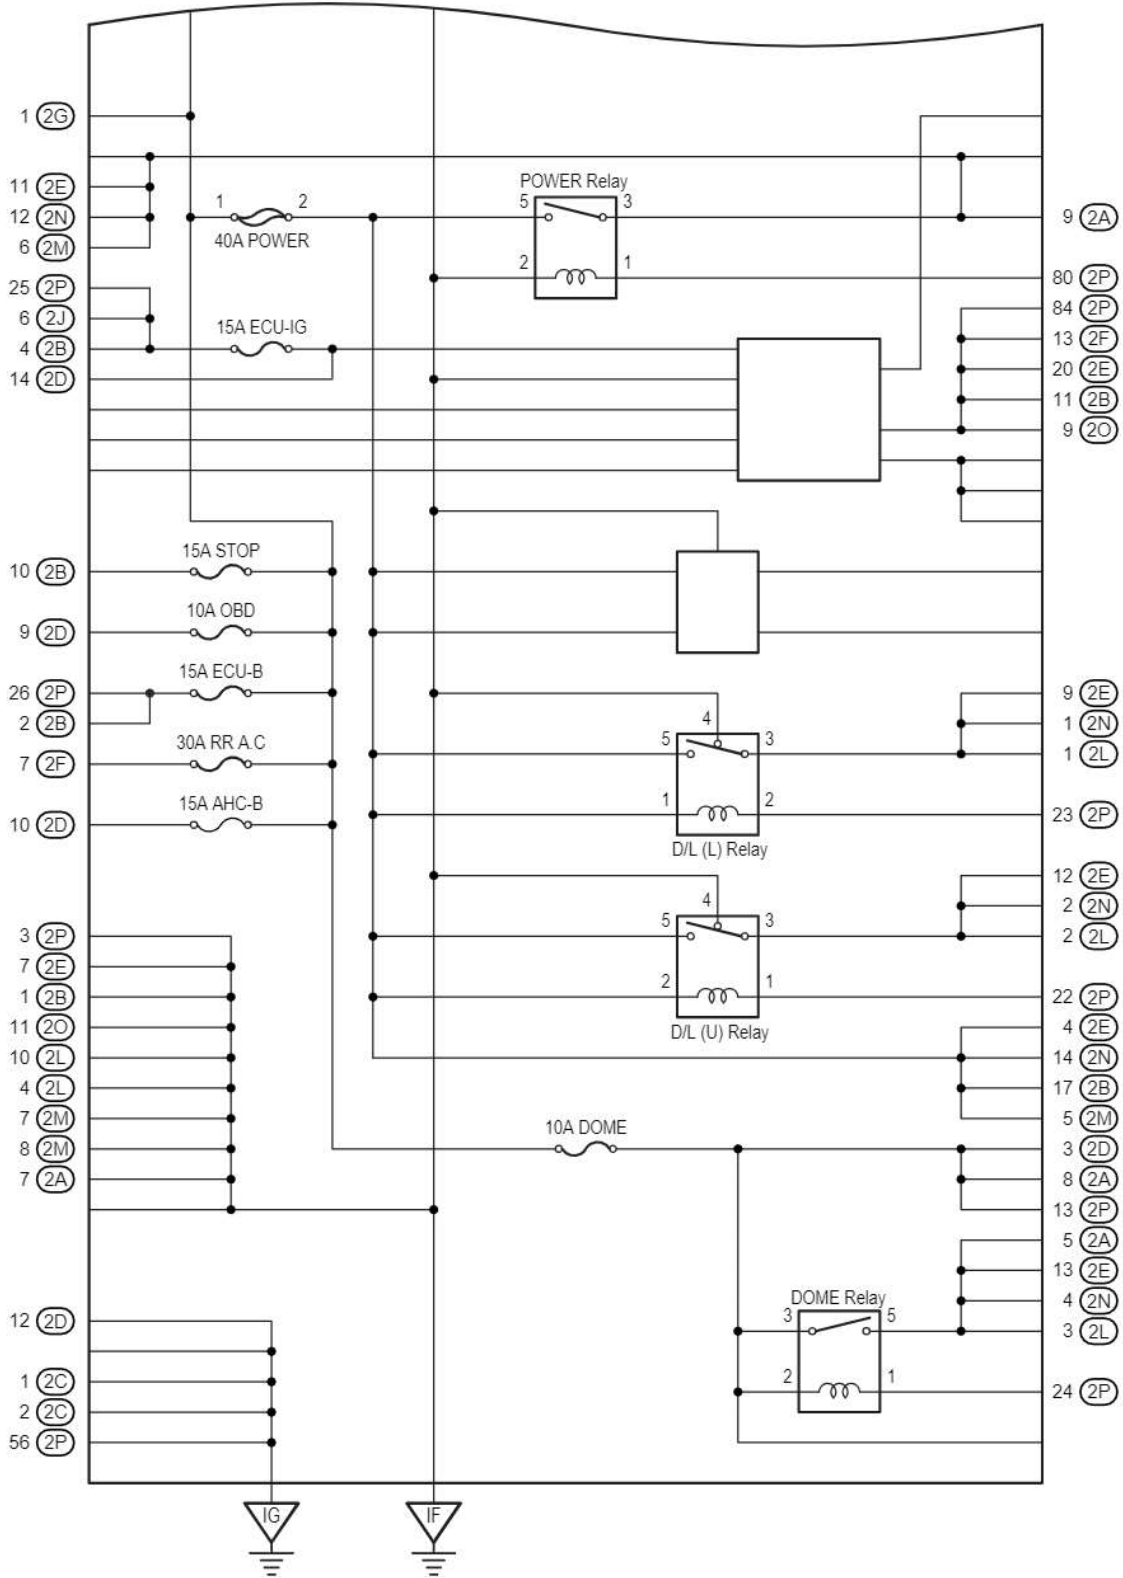 1 2G
POWER Relay
11 2E
1 2
5 3
12 2N
9 2A
40A POWER
6 2M
2 1
80 2P
25 2P
84 2P
6 2J
15A ECU-IG
13 2F
4 2B
20 2E
14 2D
11 2B
9 2O
15A STOP
10 2B
10A OBD
9 2D
15A ECU-B
26 2P
9 2E
2 2B
4
1 2N
30A RR A.C
5 3
7 2F
1 2L
15A AHC-B
1 2
10 2D
23 2P
D/L (L) Relay
12 2E
4
2 2N
5 3
3 2P
2 2L
7 2E
2 1
1 2B
22 2P
11 2O
D/L (U) Relay
4 2E
10 2L
14 2N
4 2L
17 2B
7 2M
10A DOME
5 2M
8 2M
3 2D
7 2A
8 2A
13 2P
5 2A
13 2E
DOME Relay
4 2N
12 2D
3 5
3 2L
1 2C
2 1
24 2P
2 2C
56 2P
IG
IF